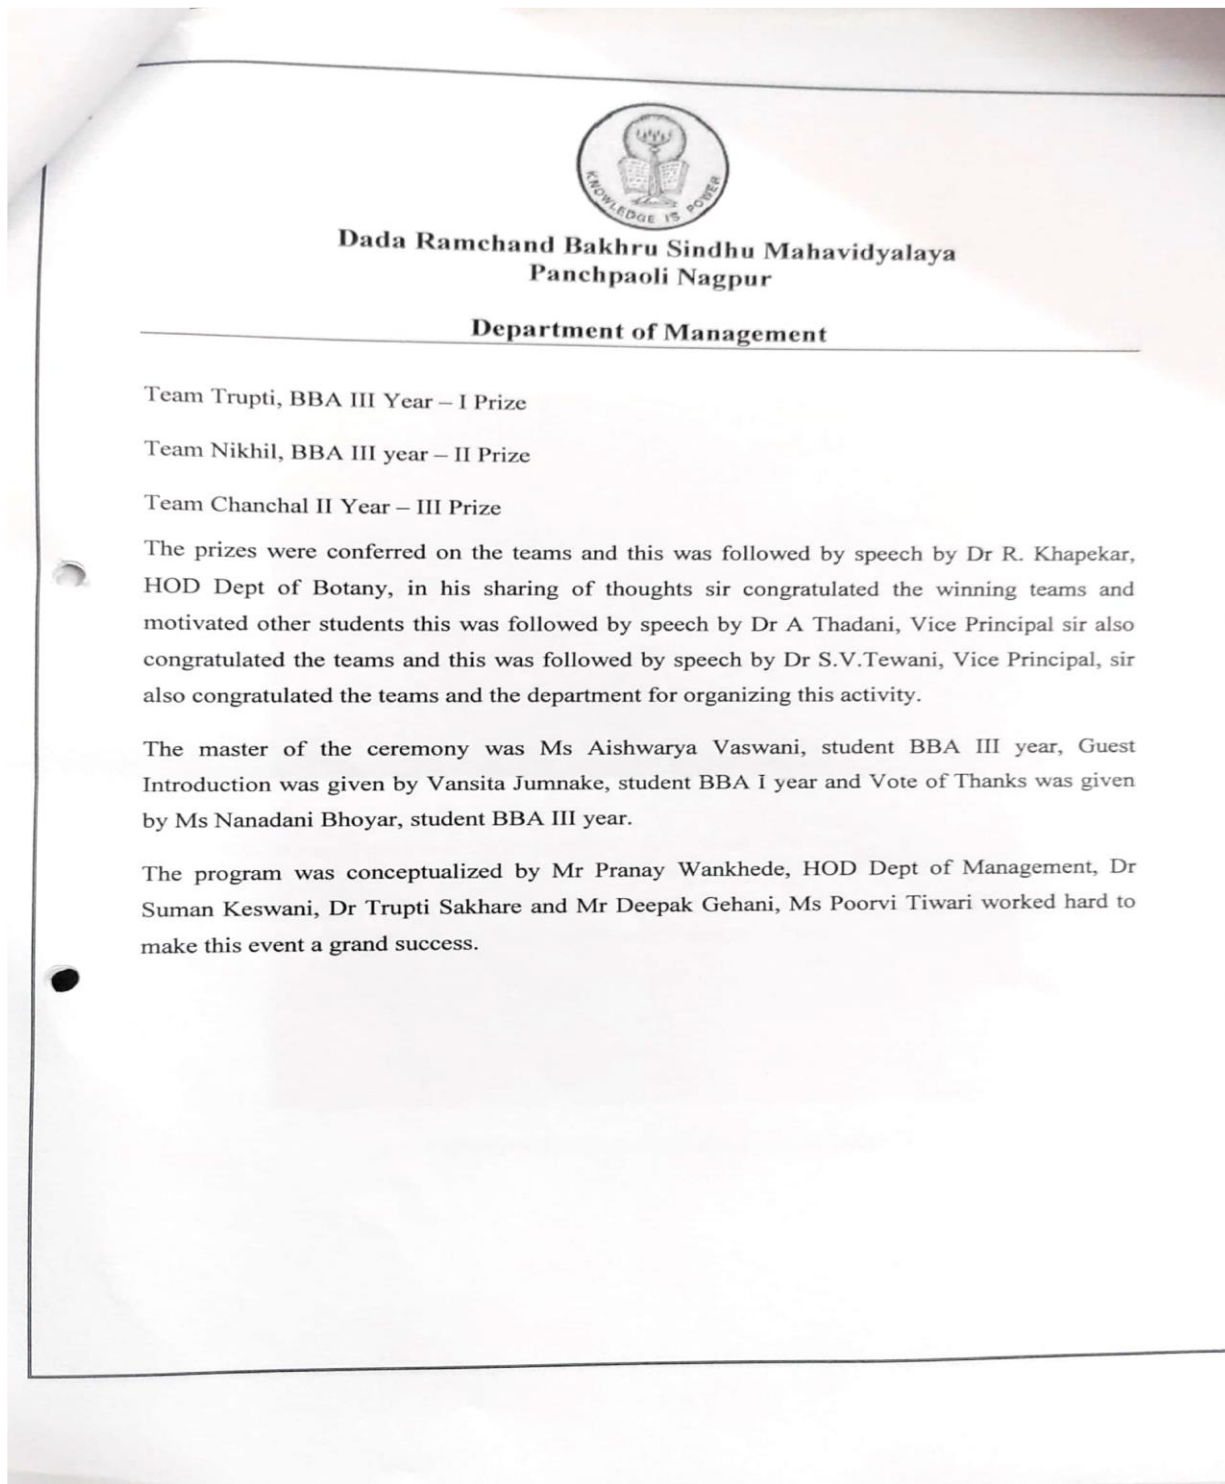 KNOWLEDGE IS POWER
Dada Ramchand Bakhru Sindhu Mahavidyalaya
Panchpaoli Nagpur
Department of Management
Team Trupti, BBA III Year – I Prize
Team Nikhil, BBA III year – II Prize
Team Chanchal II Year – III Prize
The prizes were conferred on the teams and this was followed by speech by Dr R. Khapekar,
HOD Dept of Botany, in his sharing of thoughts sir congratulated the winning teams and
motivated other students this was followed by speech by Dr A Thadani, Vice Principal sir also
congratulated the teams and this was followed by speech by Dr S.V.Tewani, Vice Principal, sir
also congratulated the teams and the department for organizing this activity.
The master of the ceremony was Ms Aishwarya Vaswani, student BBA III year, Guest
Introduction was given by Vansita Jumnake, student BBA I year and Vote of Thanks was given
by Ms Nanadani Bhoyar, student BBA III year.
The program was conceptualized by Mr Pranay Wankhede, HOD Dept of Management, Dr
Suman Keswani, Dr Trupti Sakhare and Mr Deepak Gehani, Ms Poorvi Tiwari worked hard to
make this event a grand success.